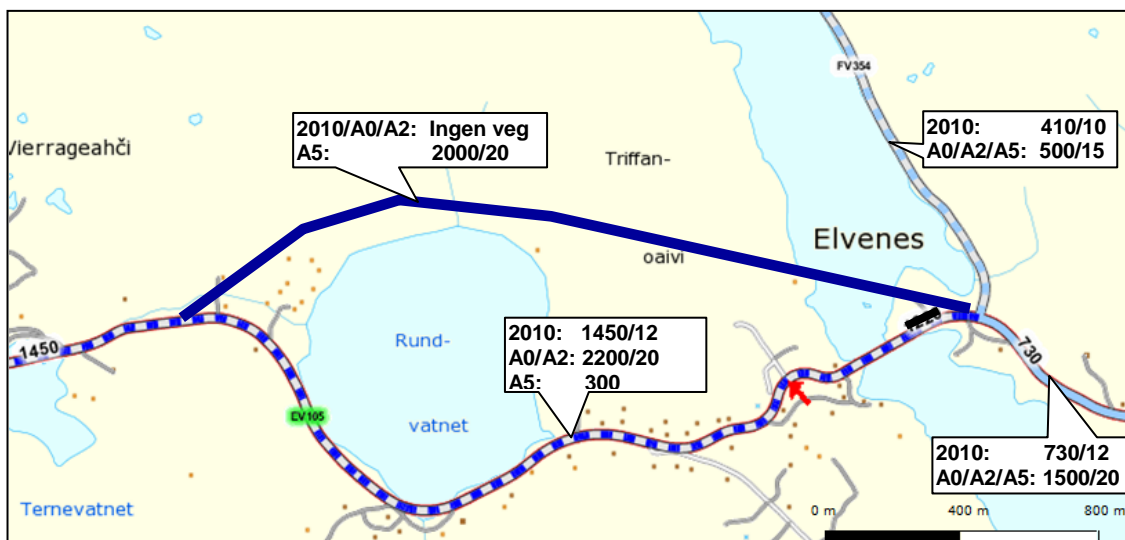 FV354
2010/A0/A2: Ingen veg
A5: 2000/20
2010: 410/10
A0/A2/A5: 500/15
Vierrageahči
Triffan-
oaivi
Elvenes
1450
EV105
Rund-
vatnet
2010: 1450/12
A0/A2: 2200/20
A5: 300
730
2010: 730/12
A0/A2/A5: 1500/20
Ternevatnet
0 m 400 m 800 m